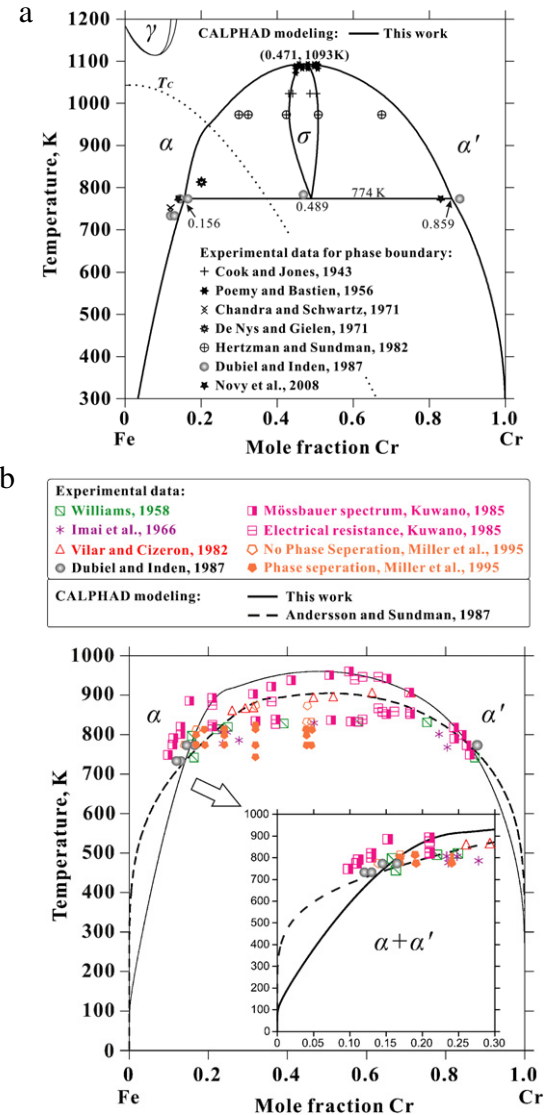 a
1200
1100
1000
900
800
700
600
500
400
300
Temperature, K
γ
CALPHAD modeling: This work
(0.471, 1093K)
Tc
α
σ
α′
774 K
0.156
0.489
0.859
Experimental data for phase boundary:
Cook and Jones, 1943
Poemy and Bastien, 1956
Chandra and Schwartz, 1971
De Nys and Gielen, 1971
Hertzman and Sundman, 1982
Dubiel and Inden, 1987
Novy et al., 2008
0 0.2 0.4 0.6 0.8 1.0
Fe Cr
Mole fraction Cr
b
Experimental data:
Williams, 1958
Imai et al., 1966
Vilar and Cizeron, 1982
Dubiel and Inden, 1987
Mössbauer spectrum, Kuwano, 1985
Electrical resistance, Kuwano, 1985
No Phase Seperation, Miller et al., 1995
Phase seperation, Miller et al., 1995
CALPHAD modeling: This work
Andersson and Sundman, 1987
1000
900
800
700
600
500
400
300
200
100
0
Temperature, K
α
α′
1000
900
800
700
600
500
400
300
200
100
0
α+α′
0.00 0.05 0.10 0.15 0.20 0.25 0.30
0 0.2 0.4 0.6 0.8 1.0
Fe Cr
Mole fraction Cr